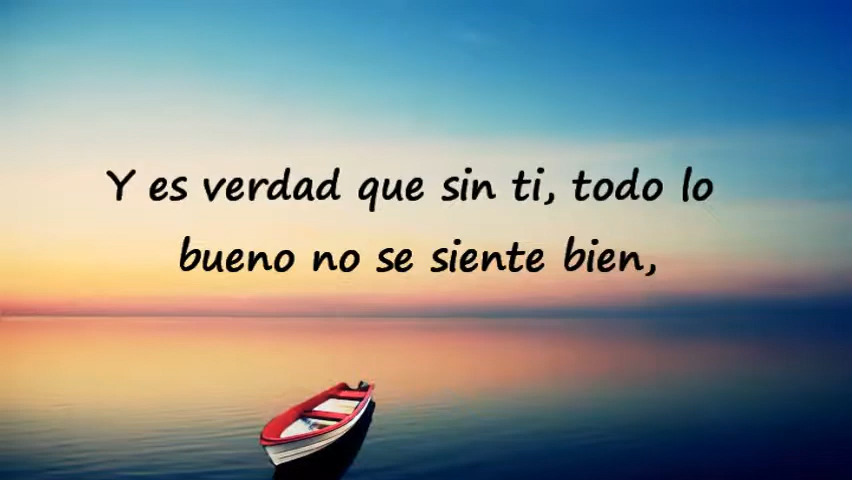 Y es verdad que sin ti, todo lo
bueno no se siente bien,